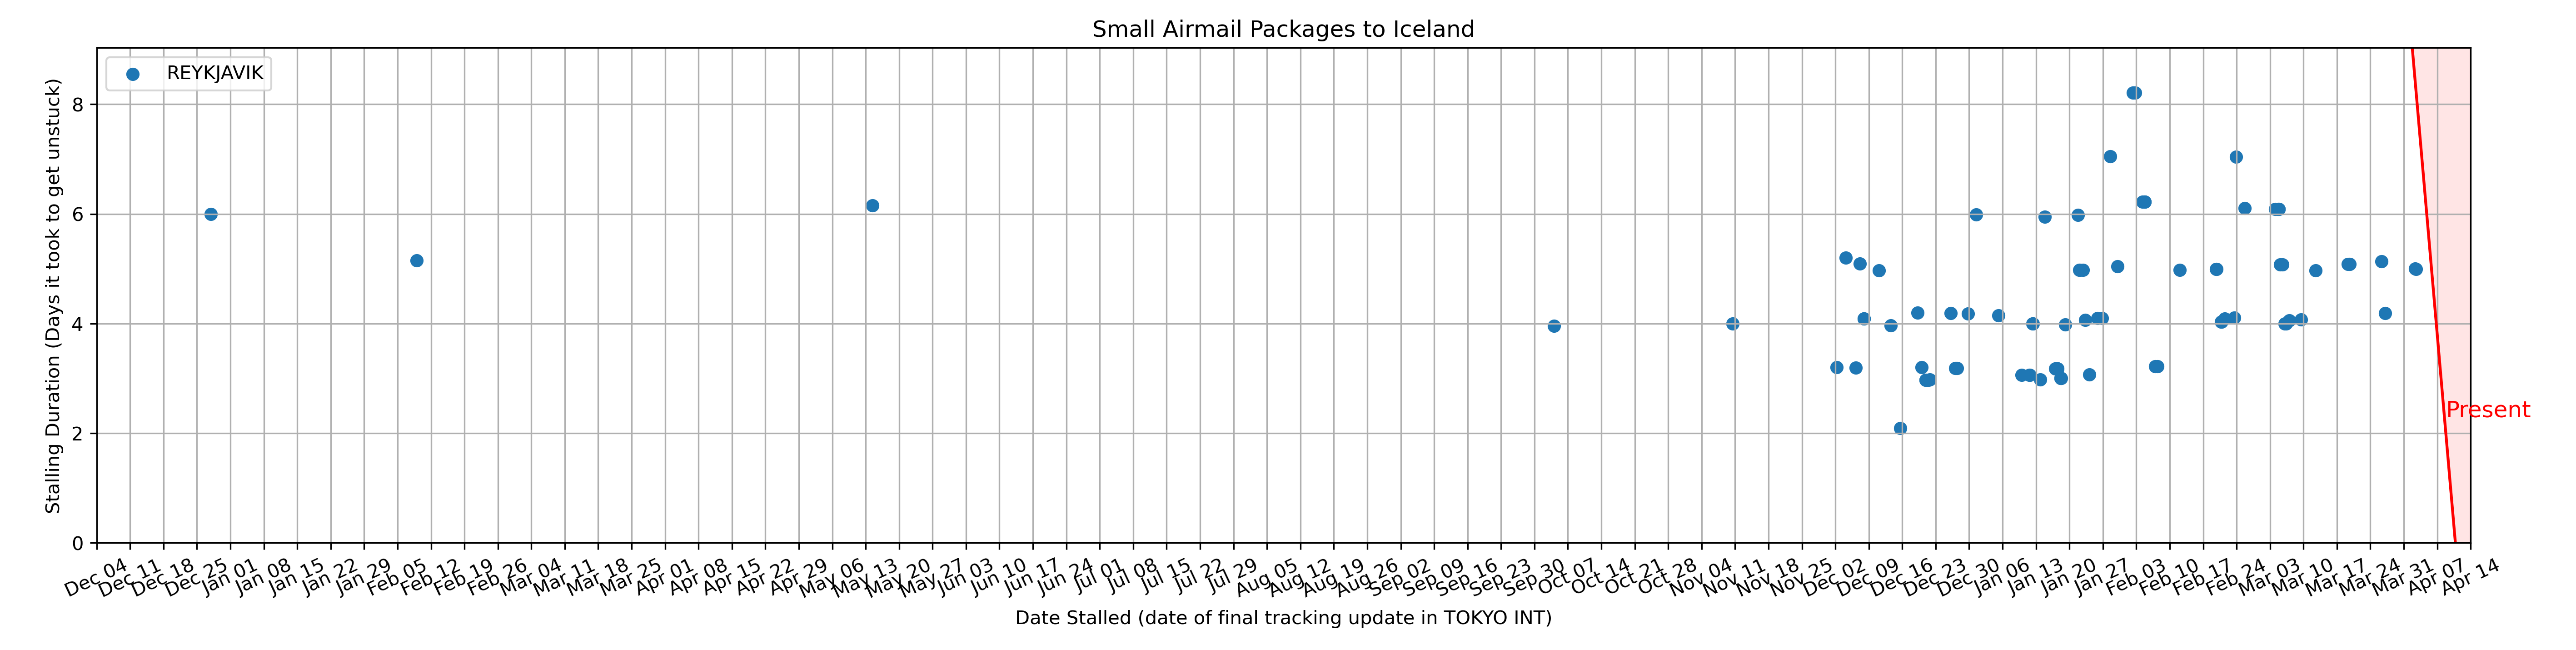 Small Airmail Packages to Iceland
REYKJAVIK
Stalling Duration (Days it took to get unstuck)
8
6
4
2
0
Present
Dec 04 Dec 11 Dec 18 Dec 25 Jan 01 Jan 08 Jan 15 Jan 22 Jan 29 Feb 05 Feb 12 Feb 19 Feb 26 Mar 04 Mar 11 Mar 18 Mar 25 Apr 01 Apr 08 Apr 15 Apr 22 Apr 29 May 06 May 13 May 20 May 27 Jun 03 Jun 10 Jun 17 Jun 24 Jul 01 Jul 08 Jul 15 Jul 22 Jul 29 Aug 05 Aug 12 Aug 19 Aug 26 Sep 02 Sep 09 Sep 16 Sep 23 Sep 30 Oct 07 Oct 14 Oct 21 Oct 28 Nov 04 Nov 11 Nov 18 Nov 25 Dec 02 Dec 09 Dec 16 Dec 23 Dec 30 Jan 06 Jan 13 Jan 20 Jan 27 Feb 03 Feb 10 Feb 17 Feb 24 Mar 03 Mar 10 Mar 17 Mar 24 Mar 31 Apr 07 Apr 14
Date Stalled (date of final tracking update in TOKYO INT)